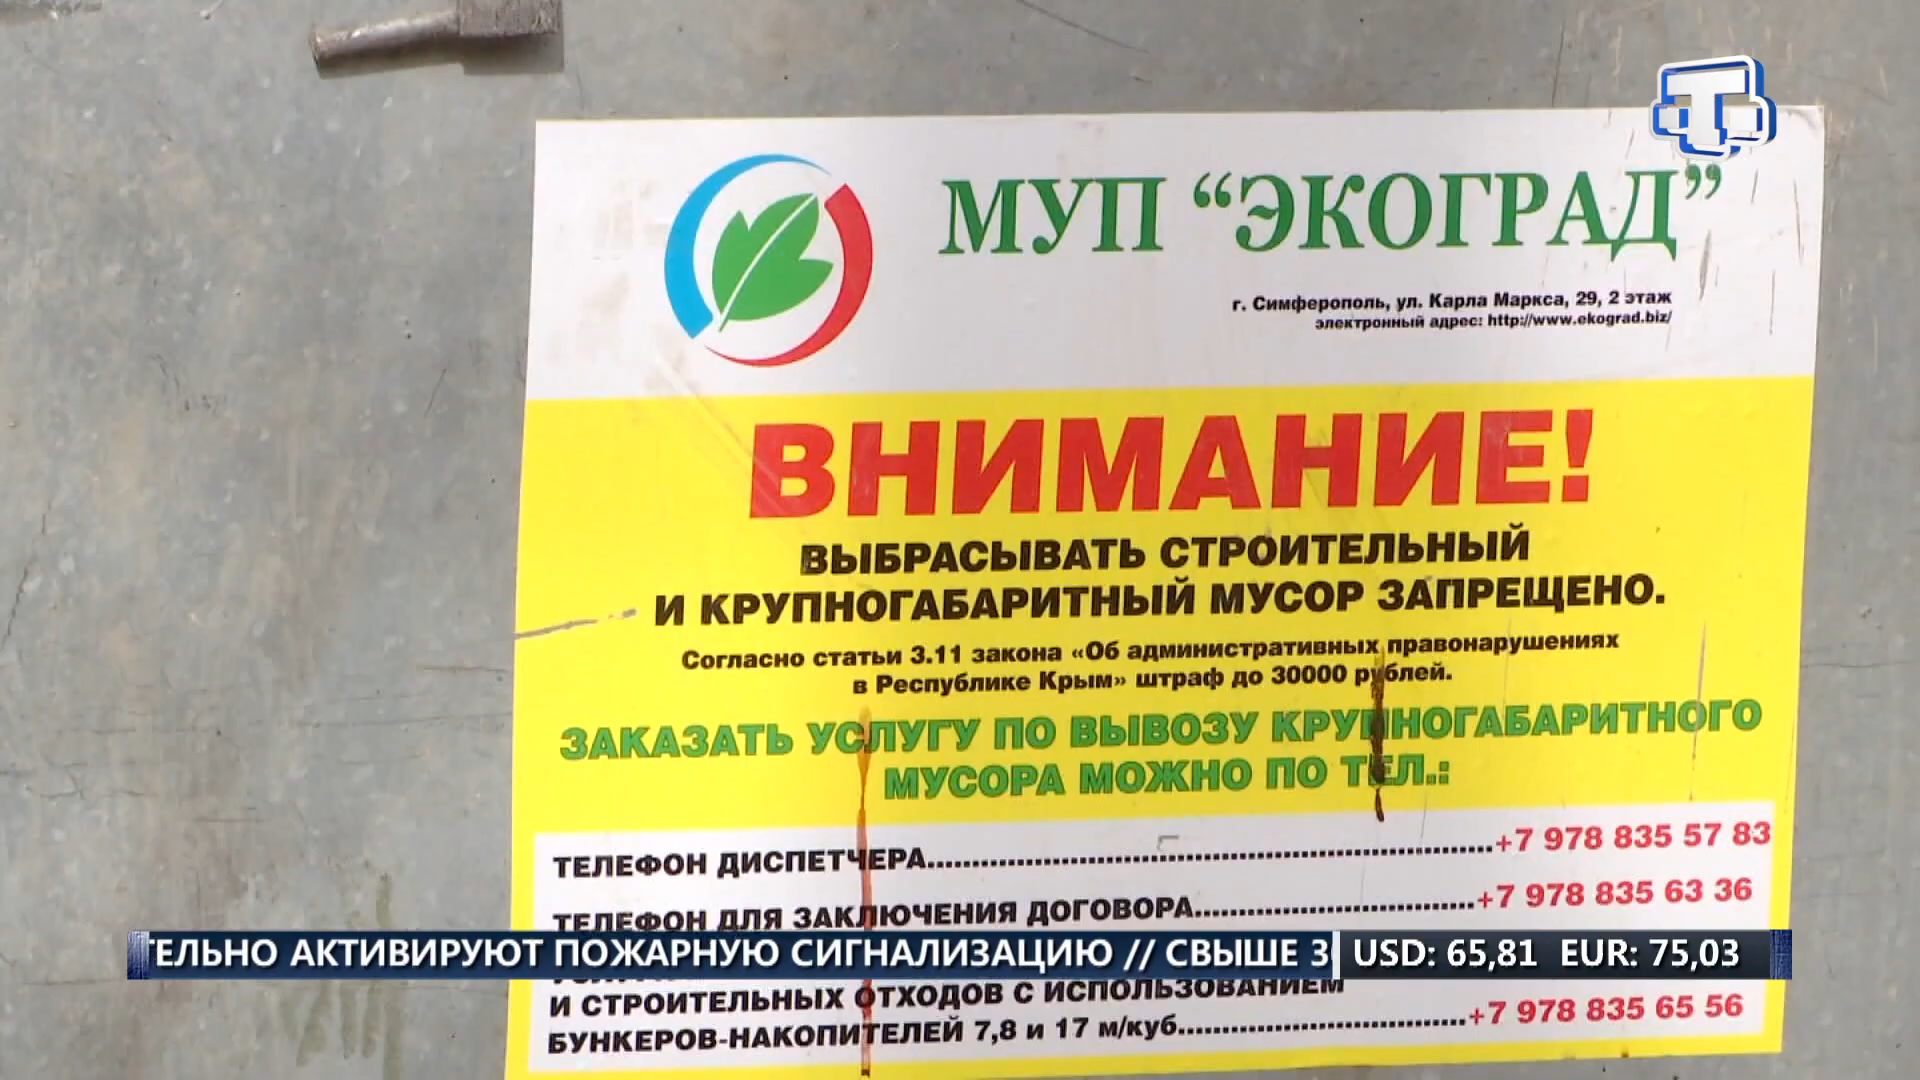 Т
МУП “ЭКОГРАД”
г. Симферополь, ул. Карла Маркса, 29, 2 этаж
электронный адрес: http://www.ekograd.biz/
ВНИМАНИЕ!
ВЫБРАСЫВАТЬ СТРОИТЕЛЬНЫЙ
И КРУПНОГАБАРИТНЫЙ МУСОР ЗАПРЕЩЕНО.
Согласно статьи 3.11 закона «Об административных правонарушениях
в Республике Крым» штраф до 30000 рублей.
ЗАКАЗАТЬ УСЛУГУ ПО ВЫВОЗУ КРУПНОГАБАРИТНОГО
МУСОРА МОЖНО ПО ТЕЛ.:
ТЕЛЕФОН ДИСПЕТЧЕРА......+7 978 835 57 83
ТЕЛЕФОН ДЛЯ ЗАКЛЮЧЕНИЯ ДОГОВОРА......+7 978 835 63 36
ТЕЛЬНО АКТИВИРУЮТ ПОЖАРНУЮ СИГНАЛИЗАЦИЮ // СВЫШЕ USD: 65,81 EUR: 75,03
И СТРОИТЕЛЬНЫХ ОТХОДОВ С ИСПОЛЬЗОВАНИЕМ
БУНКЕРОВ-НАКОПИТЕЛЕЙ 7,8 и 17 м/куб......+7 978 835 65 56